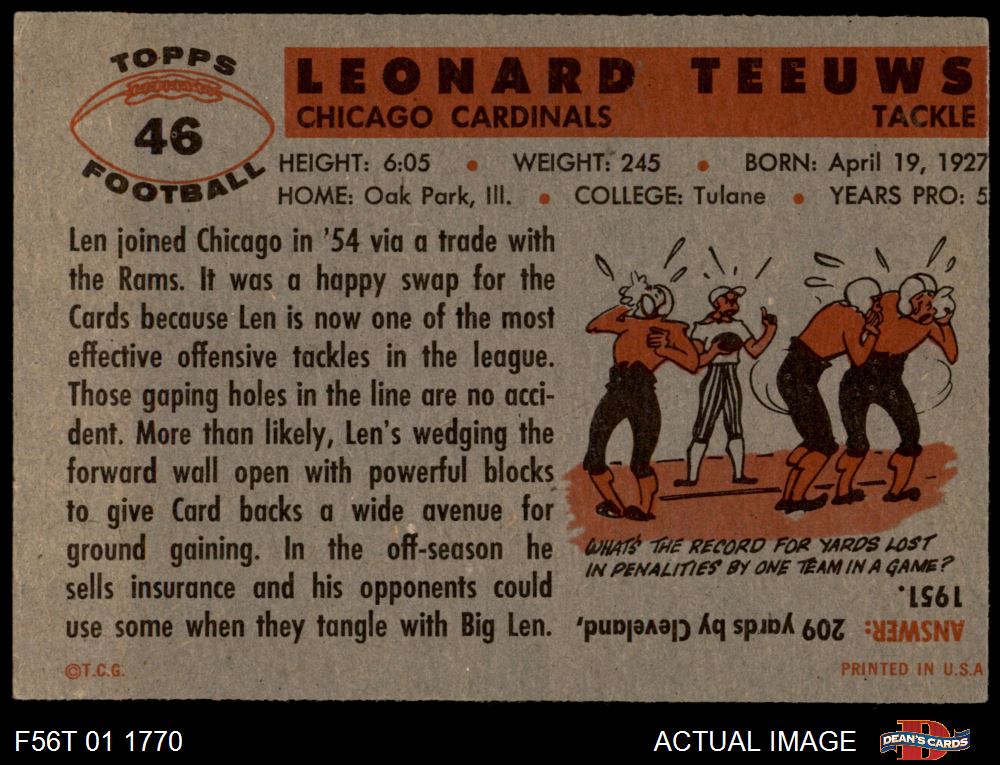 TOPPS
46
FOOTBALL
LEONARD TEEUWS
CHICAGO CARDINALS TACKLE
HEIGHT: 6:05 • WEIGHT: 245 • BORN: April 19, 1927
HOME: Oak Park, Ill. • COLLEGE: Tulane • YEARS PRO: 5
Len joined Chicago in '54 via a trade with
the Rams. It was a happy swap for the
Cards because Len is now one of the most
effective offensive tackles in the league.
Those gaping holes in the line are no acci-
dent. More than likely, Len's wedging the
forward wall open with powerful blocks
to give Card backs a wide avenue for
ground gaining. In the off-season he
sells insurance and his opponents could
use some when they tangle with Big Len.
WHAT'S THE RECORD FOR YARDS LOST
IN PENALITIES BY ONE TEAM IN A GAME?
ANSWER: 209 yards by Cleveland,
1951.
©T.C.G.
PRINTED IN U.S.A
F56T 01 1770
ACTUAL IMAGE
D
DEAN'S CARDS